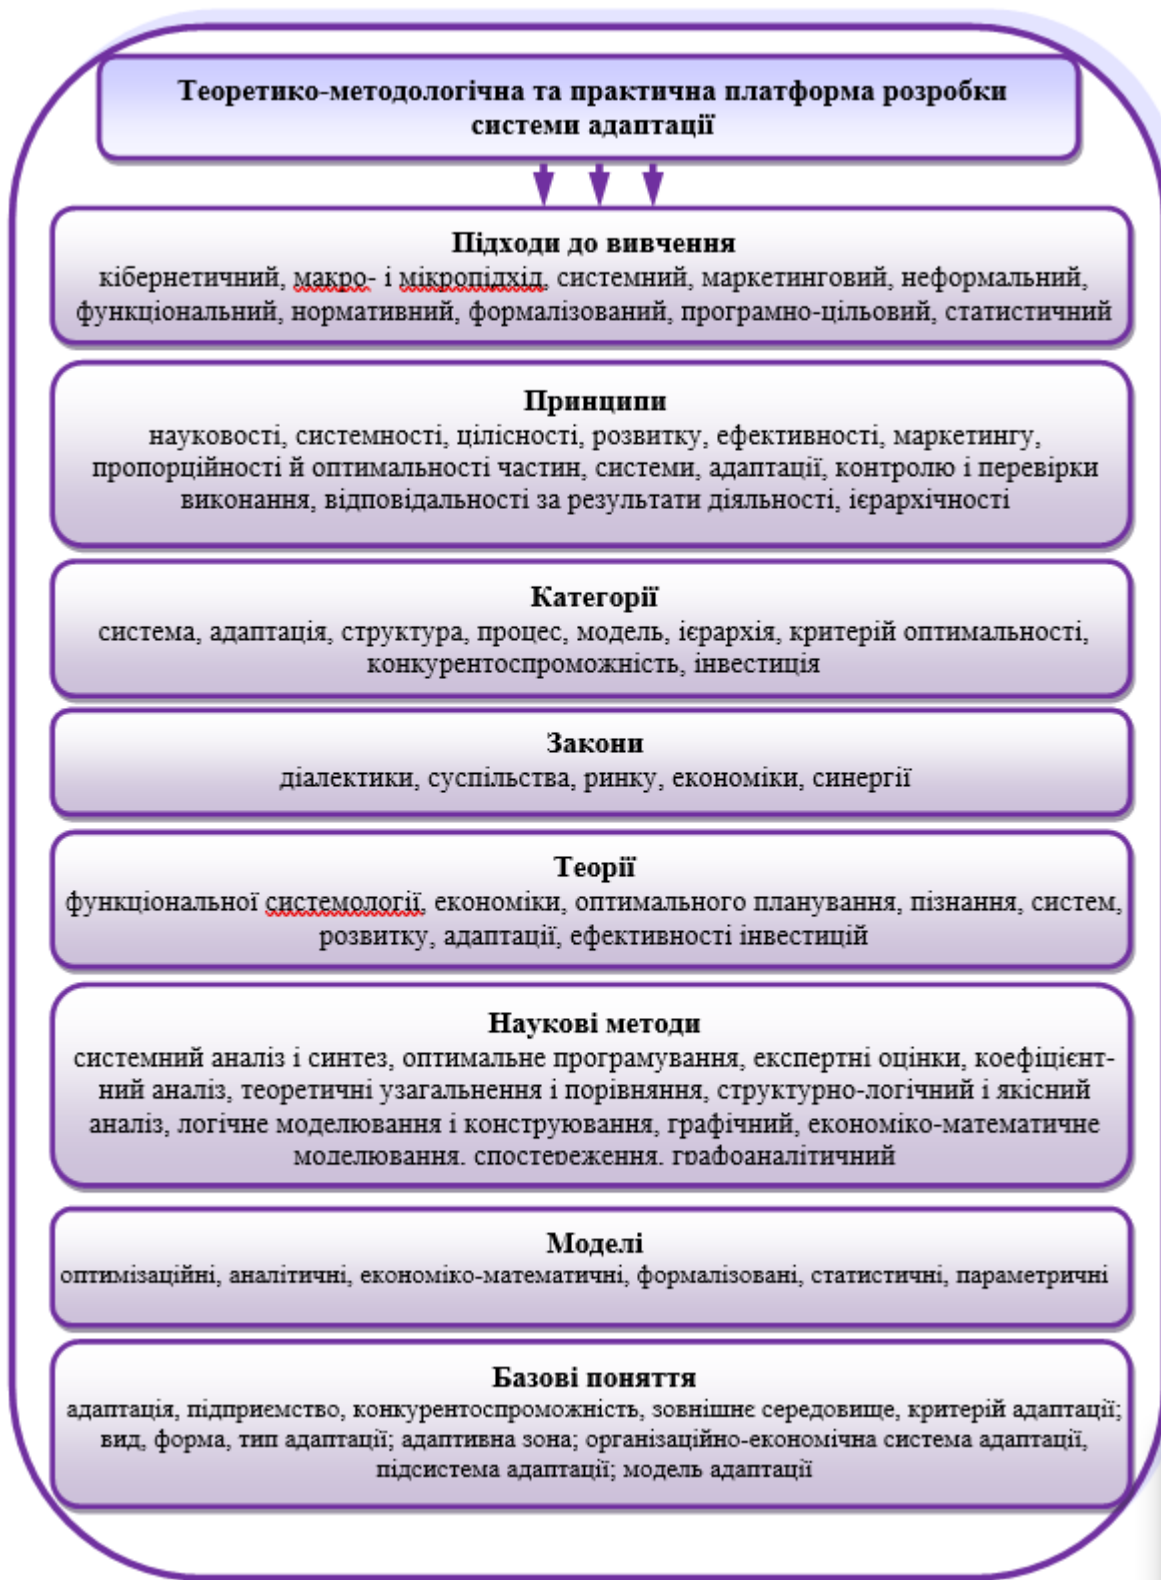 Теоретико-методологічна та практична платформа розробки
системи адаптації
Підходи до вивчення
кібернетичний, макро- і мікропідхід, системний, маркетинговий, неформальний,
функціональний, нормативний, формалізований, програмно-цільовий, статистичний
Принципи
науковості, системності, цілісності, розвитку, ефективності, маркетингу,
пропорційності й оптимальності частин, системи, адаптації, контролю і перевірки
виконання, відповідальності за результати діяльності, ієрархічності
Категорії
система, адаптація, структура, процес, модель, ієрархія, критерій оптимальності,
конкурентоспроможність, інвестиція
Закони
діалектики, суспільства, ринку, економіки, синергії
Теорії
функціональної системології, економіки, оптимального планування, пізнання, систем,
розвитку, адаптації, ефективності інвестицій
Наукові методи
системний аналіз і синтез, оптимальне програмування, експертні оцінки, коефіцієнт-
ний аналіз, теоретичні узагальнення і порівняння, структурно-логічний і якісний
аналіз, логічне моделювання і конструювання, графічний, економіко-математичне
моделювання, спостереження, графоаналітичний
Моделі
оптимізаційні, аналітичні, економіко-математичні, формалізовані, статистичні, параметричні
Базові поняття
адаптація, підприємство, конкурентоспроможність, зовнішнє середовище, критерій адаптації;
вид, форма, тип адаптації; адаптивна зона; організаційно-економічна система адаптації,
підсистема адаптації; модель адаптації